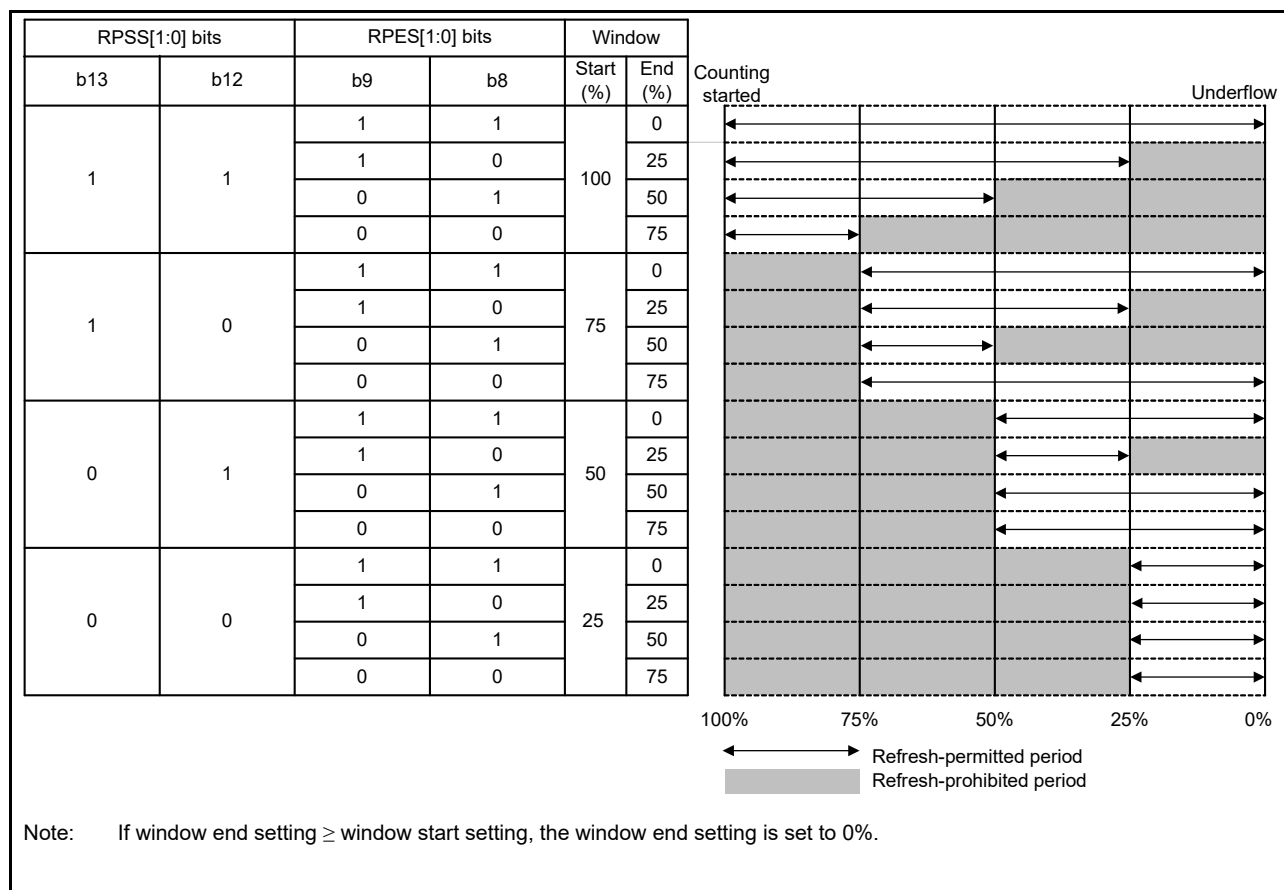 RPSS[1:0] bits RPES[1:0] bits Window
b13 b12 b9 b8 Start (%) End (%) Counting started Underflow
1 1 1 1 100 0
1 0 25
0 1 50
0 0 75
1 0 1 1 75 0
1 0 25
0 1 50
0 0 75
0 1 1 1 50 0
1 0 25
0 1 50
0 0 75
0 0 1 1 25 0
1 0 25
0 1 50
0 0 75
100% 75% 50% 25% 0%
Refresh-permitted period
Refresh-prohibited period
Note: If window end setting ≥ window start setting, the window end setting is set to 0%.